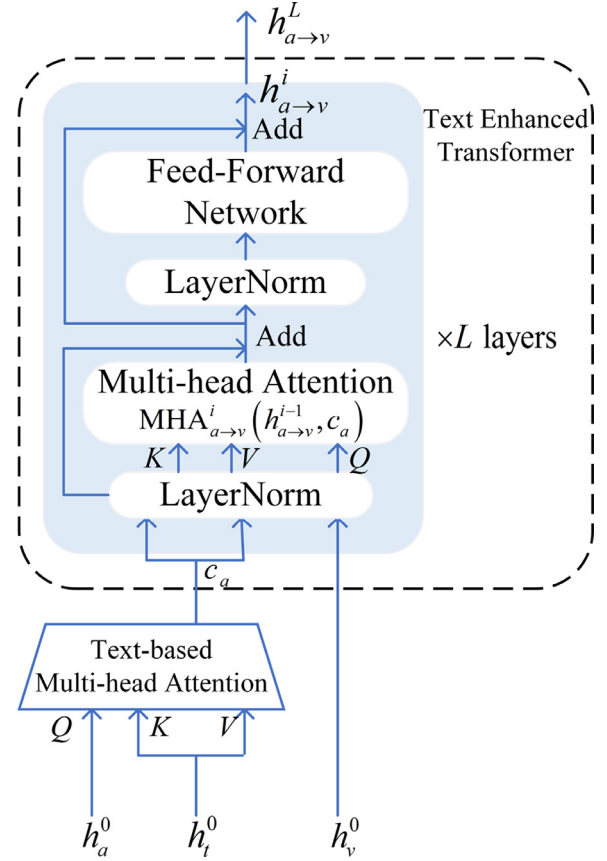 h^L_{a→v}
h^i_{a→v}
Add
Text Enhanced
Transformer
Feed-Forward
Network
LayerNorm
Add
×L layers
Multi-head Attention
MHA^i_{a→v}(h^{i-1}_{a→v}, c_a)
K V Q
LayerNorm
c_a
Text-based
Multi-head Attention
Q K V
h^0_a h^0_t h^0_v